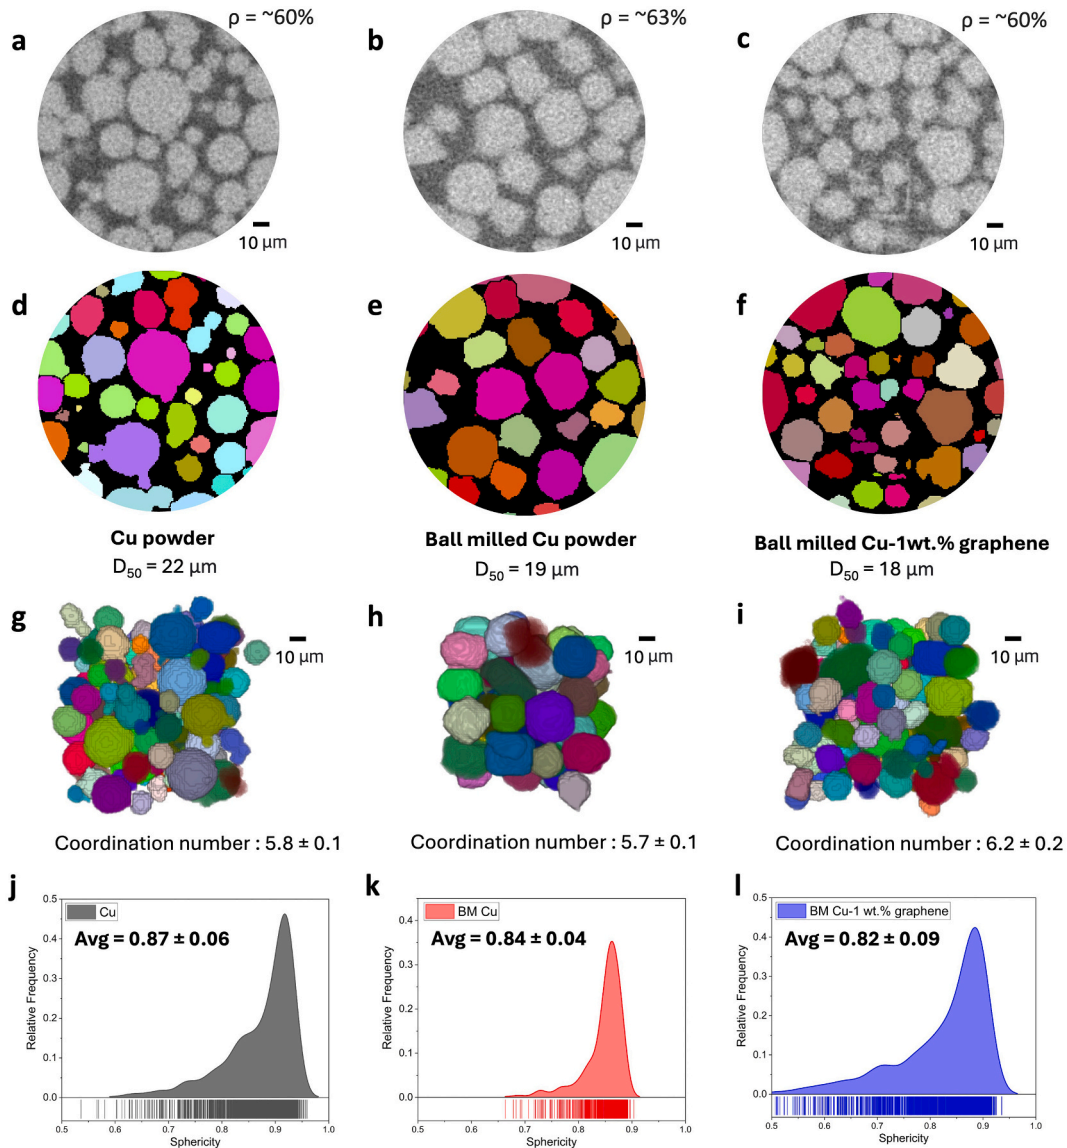 a
ρ = ~60%
b
ρ = ~63%
c
ρ = ~60%
10 μm
10 μm
10 μm
d
e
f
Cu powder
D₅₀ = 22 μm
Ball milled Cu powder
D₅₀ = 19 μm
Ball milled Cu-1wt.% graphene
D₅₀ = 18 μm
g
10 μm
h
10 μm
i
10 μm
Coordination number : 5.8 ± 0.1
Coordination number : 5.7 ± 0.1
Coordination number : 6.2 ± 0.2
j
Cu
Avg = 0.87 ± 0.06
Relative Frequency
0.5
0.4
0.3
0.2
0.1
0.0
0.5 0.6 0.7 0.8 0.9 1.0
Sphericity
k
BM Cu
Avg = 0.84 ± 0.04
Relative Frequency
0.4
0.3
0.2
0.1
0.0
0.5 0.6 0.7 0.8 0.9 1.0
Sphericity
l
BM Cu-1 wt.% graphene
Avg = 0.82 ± 0.09
Relative Frequency
0.5
0.4
0.3
0.2
0.1
0.0
0.5 0.6 0.7 0.8 0.9 1.0
Sphericity